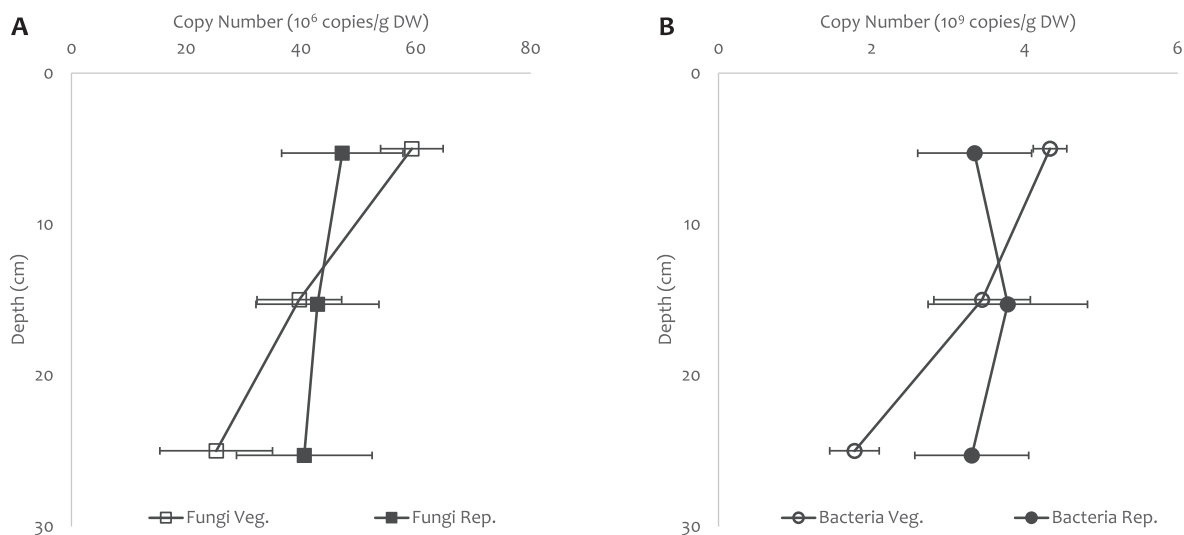 A
Copy Number (10⁶ copies/g DW)
0 20 40 60 80
0
10
20
30
Depth (cm)
Fungi Veg. Fungi Rep.
B
Copy Number (10⁹ copies/g DW)
0 2 4 6
0
10
20
30
Depth (cm)
Bacteria Veg. Bacteria Rep.